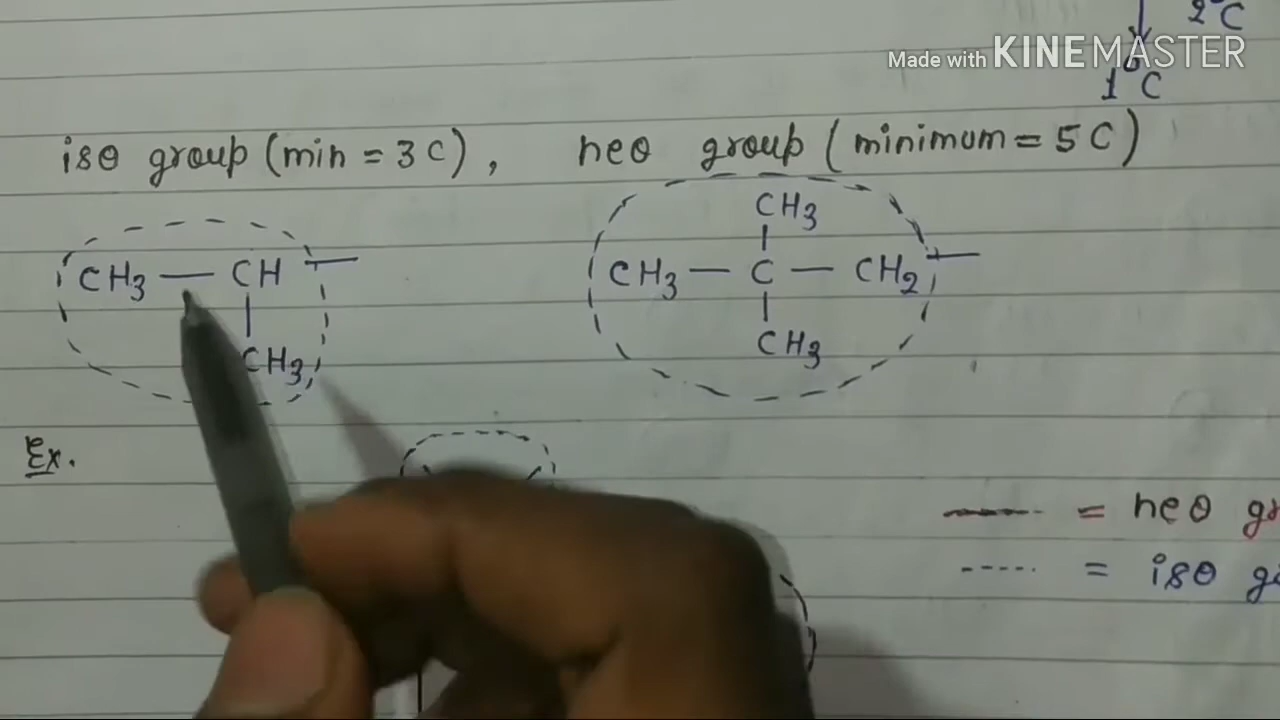 2°C
Made with KINEMASTER
1°C
iso group (min = 3C), neo group (minimum = 5C)
CH3
CH3 — CH — CH3 — C — CH2 —
CH3 CH3
Ex.
= neo
= iso